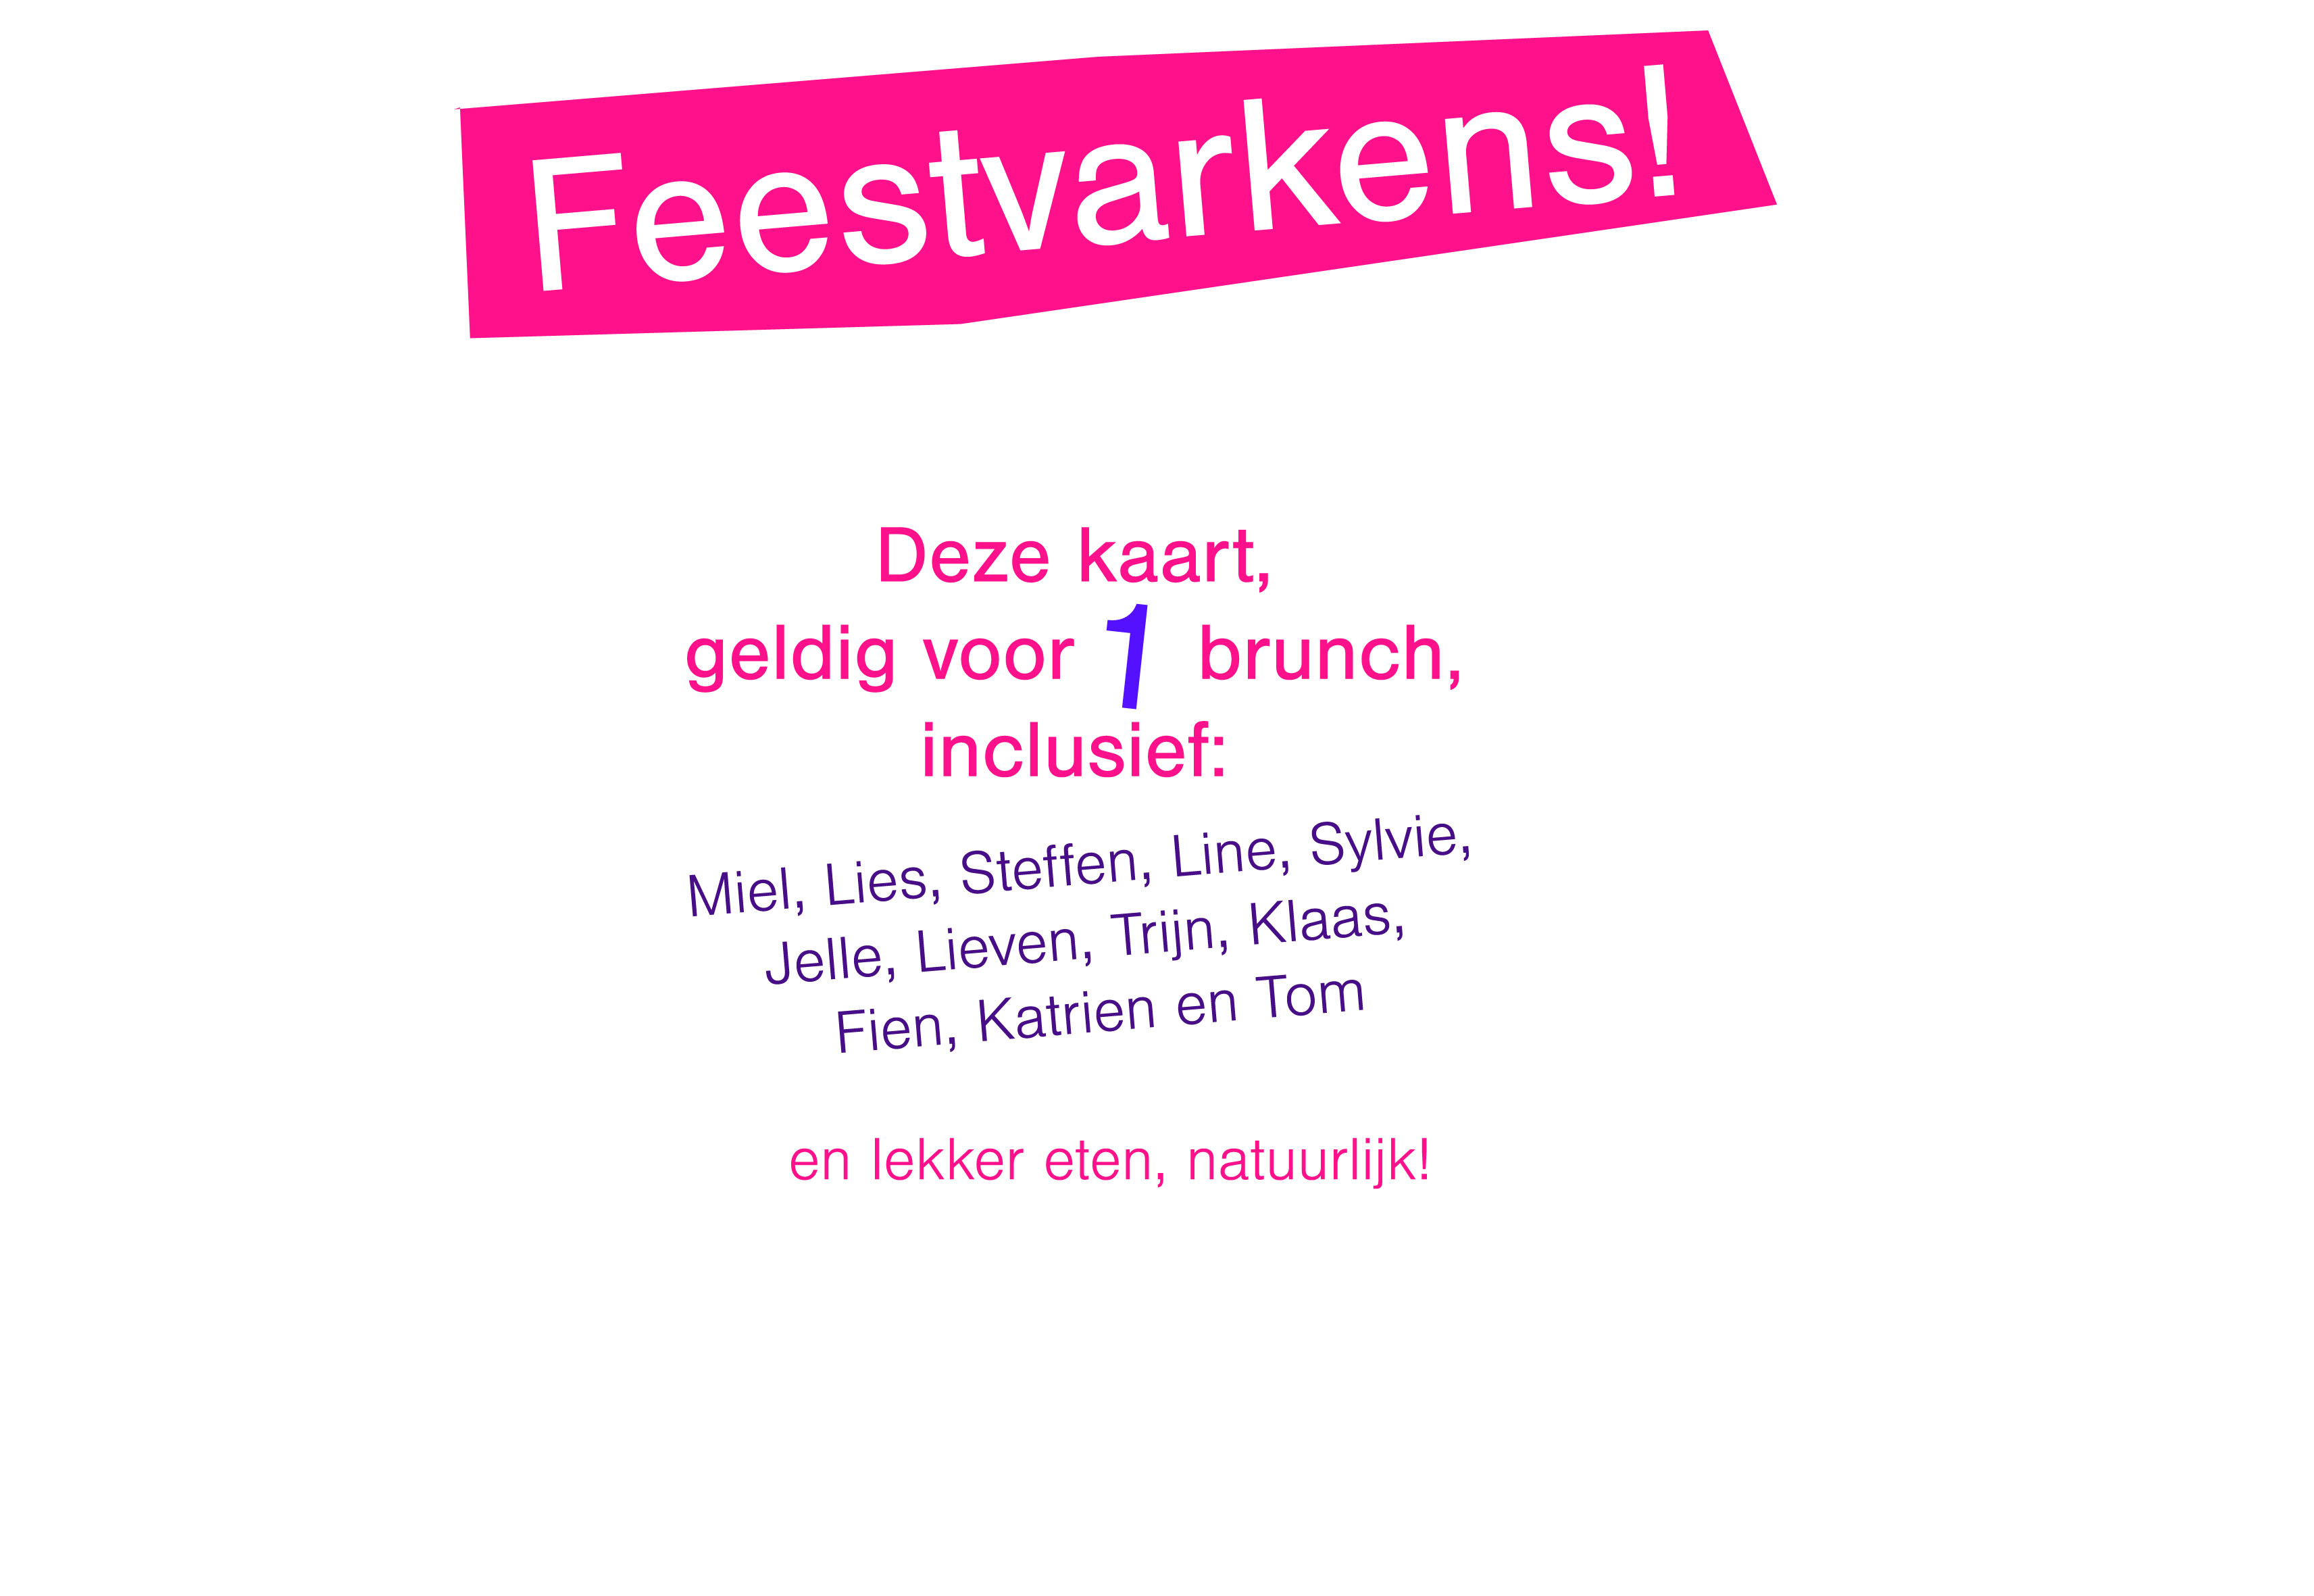 Feestvarkens!
Deze kaart,
geldig voor 1 brunch,
inclusief:
Miel, Lies, Steffen, Line, Sylvie,
Jelle, Lieven, Trijn, Klaas,
Fien, Katrien en Tom
en lekker eten, natuurlijk!